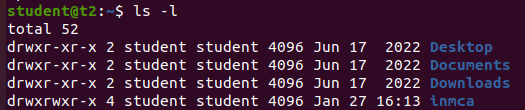 student@t2:~$ ls -l
total 52
drwxr-xr-x 2 student student 4096 Jun 17  2022 Desktop
drwxr-xr-x 2 student student 4096 Jun 17  2022 Documents
drwxr-xr-x 2 student student 4096 Jun 17  2022 Downloads
drwxrwxr-x 4 student student 4096 Jan 27 16:13 inmca